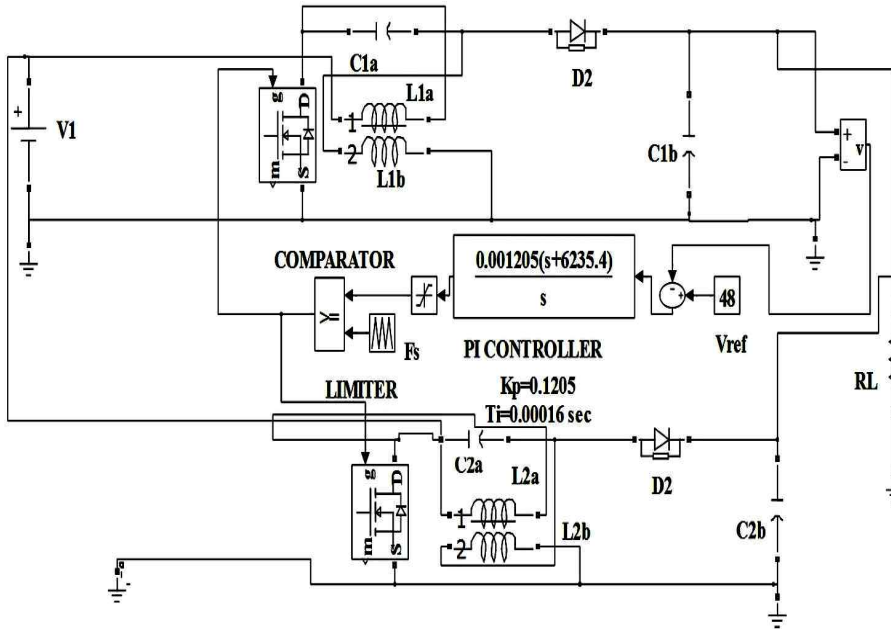 C1a
D2
g
D
L1a
+
V1
1
C1b
+
v
-
m
S
2
L1b
COMPARATOR
0.001205(s+6235.4)
s
-
+
48
Vref
Fs
PI CONTROLLER
RL
LIMITER
Kp=0.1205
Ti=0.00016 sec
g
D
C2a
L2a
D2
1
L2b
C2b
m
S
2